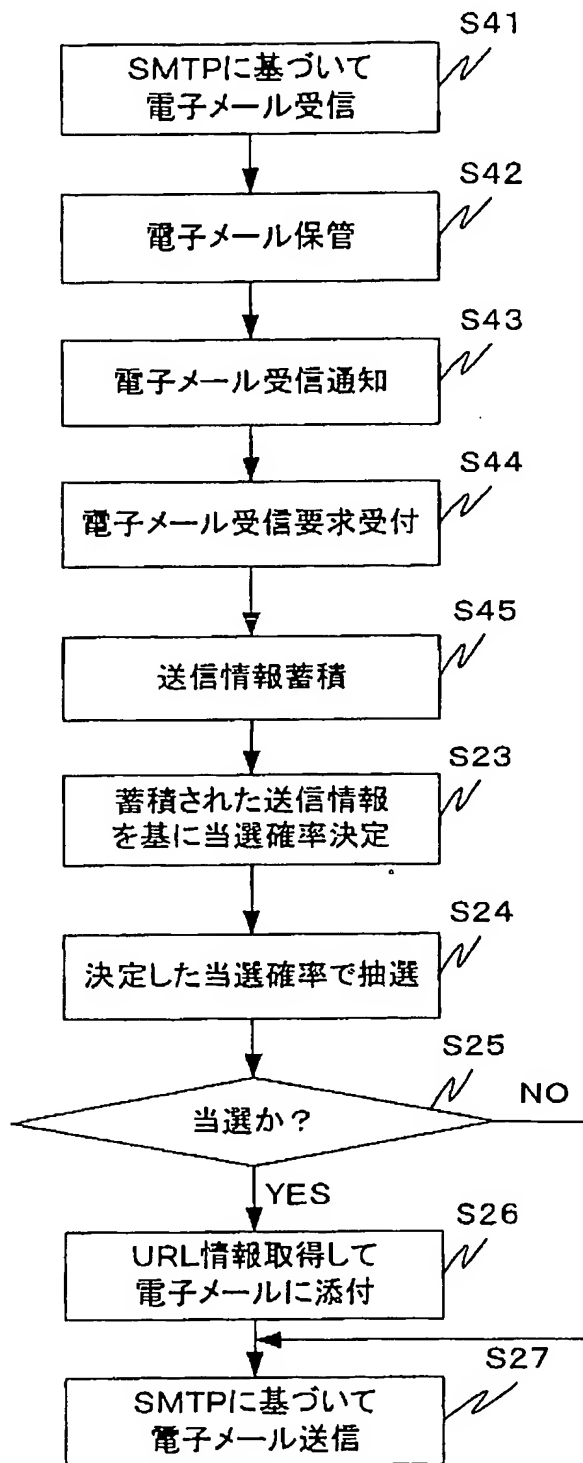 S41
SMTPに基づいて
電子メール受信
S42
電子メール保管
S43
電子メール受信通知
S44
電子メール受信要求受付
S45
送信情報蓄積
S23
蓄積された送信情報
を基に当選確率決定
S24
決定した当選確率で抽選
S25
当選か?
NO
YES
S26
URL情報取得して
電子メールに添付
S27
SMTPに基づいて
電子メール送信